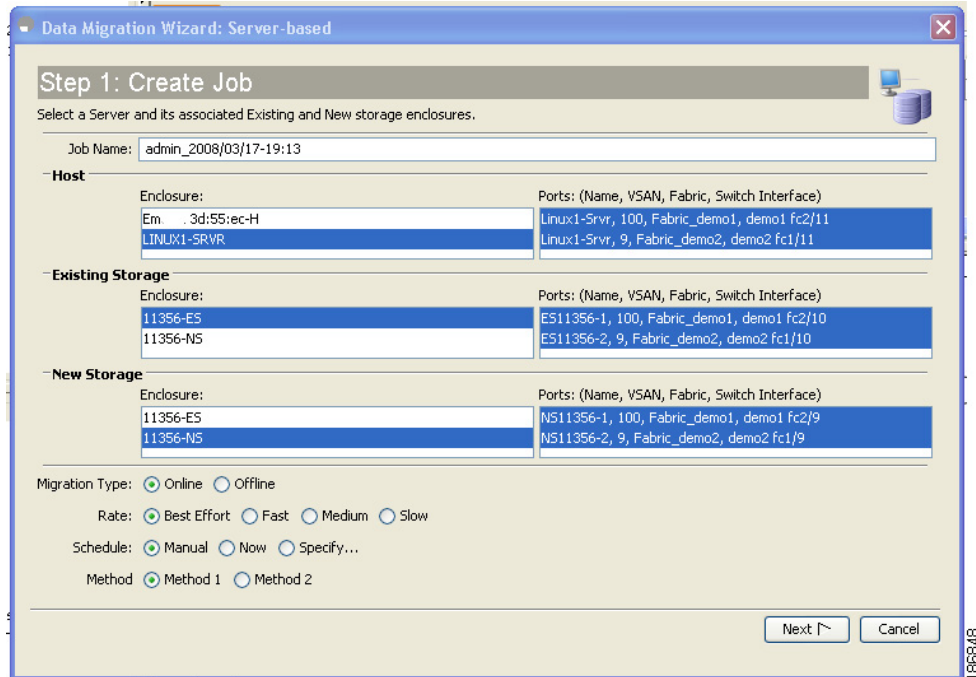 Data Migration Wizard: Server-based
Step 1: Create Job
Select a Server and its associated Existing and New storage enclosures.
Job Name: admin_2008/03/17-19:13
Host
Enclosure: Ports: (Name, VSAN, Fabric, Switch Interface)
Em. . 3d:55:ec-H Linux1-Srvr, 100, Fabric_demo1, demo1 fc2/11
LINUX1-SRVR Linux1-Srvr, 9, Fabric_demo2, demo2 fc1/11
Existing Storage
Enclosure: Ports: (Name, VSAN, Fabric, Switch Interface)
11356-ES ES11356-1, 100, Fabric_demo1, demo1 fc2/10
11356-NS ES11356-2, 9, Fabric_demo2, demo2 fc1/10
New Storage
Enclosure: Ports: (Name, VSAN, Fabric, Switch Interface)
11356-ES NS11356-1, 100, Fabric_demo1, demo1 fc2/9
11356-NS NS11356-2, 9, Fabric_demo2, demo2 fc1/9
Migration Type: Online Offline
Rate: Best Effort Fast Medium Slow
Schedule: Manual Now Specify...
Method Method 1 Method 2
Next Cancel